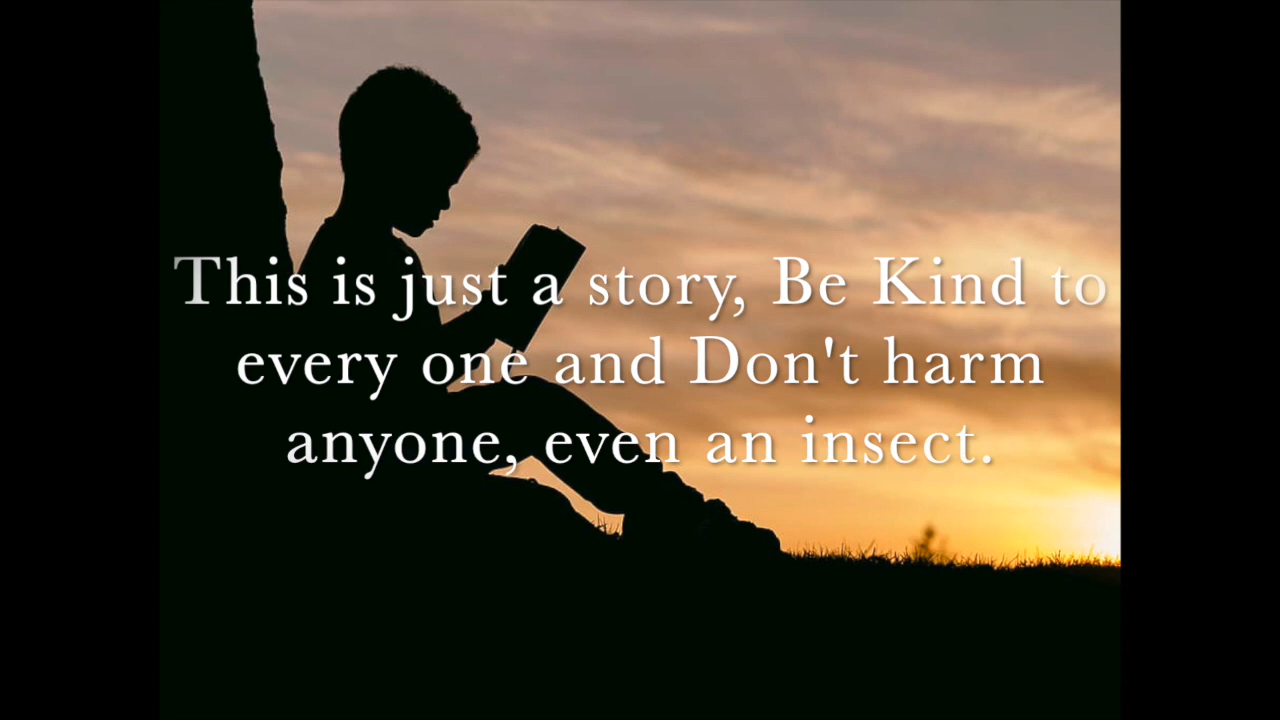 This is just a story, Be Kind to
every one and Don't harm
anyone, even an insect.